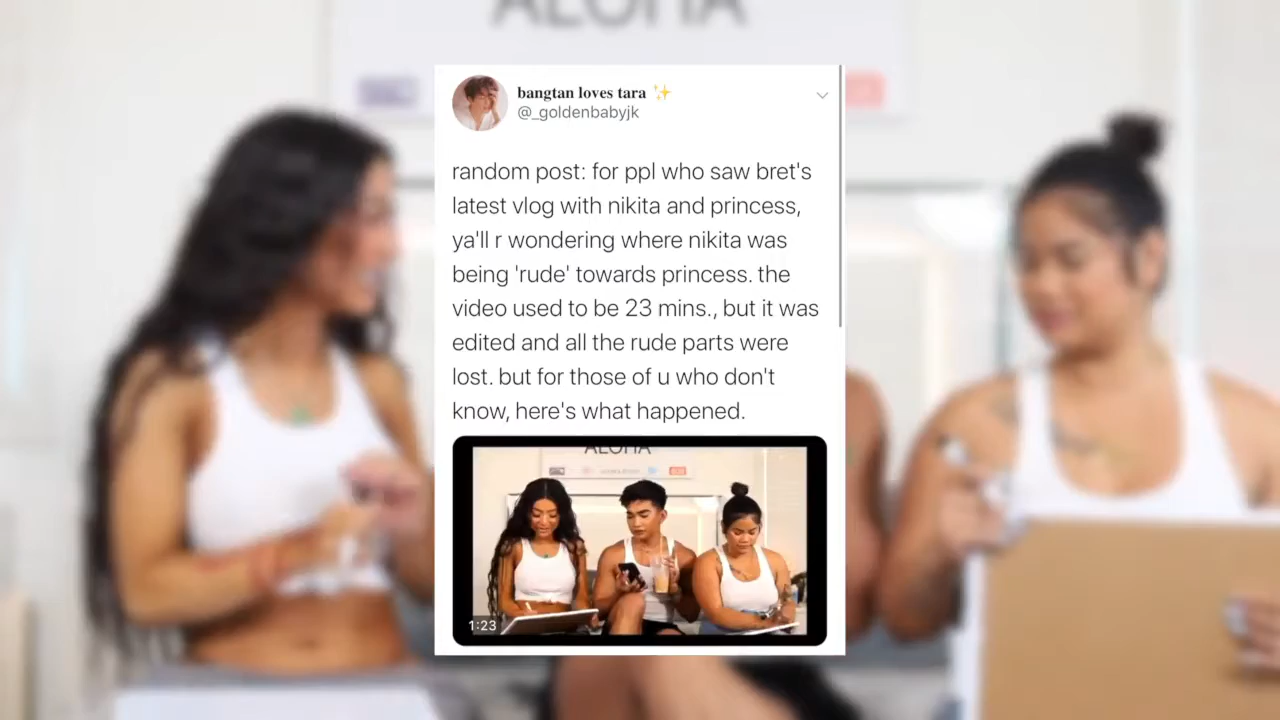 ALOHA
bangtan loves tara ✨
@_goldenbabyjk
random post: for ppl who saw bret's
latest vlog with nikita and princess,
ya'll r wondering where nikita was
being 'rude' towards princess. the
video used to be 23 mins., but it was
edited and all the rude parts were
lost. but for those of u who don't
know, here's what happened.
ALOHA
1:23